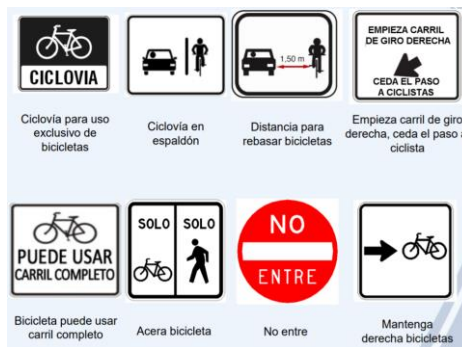 CICLOVIA
1,50 m
EMPIEZA CARRIL
DE GIRO DERECHA
CEDA EL PASO
A CICLISTAS
Ciclovía para uso
exclusivo de
bicicletas
Ciclovía en
espaldón
Distancia para
rebasar bicicletas
Empieza carril de giro
derecha, ceda el paso a
ciclista
PUEDE USAR
CARRIL COMPLETO
SOLO
SOLO
NO
ENTRE
Bicicleta puede usar
carril completo
Acera bicicleta
No entre
Mantenga
derecha bicicletas